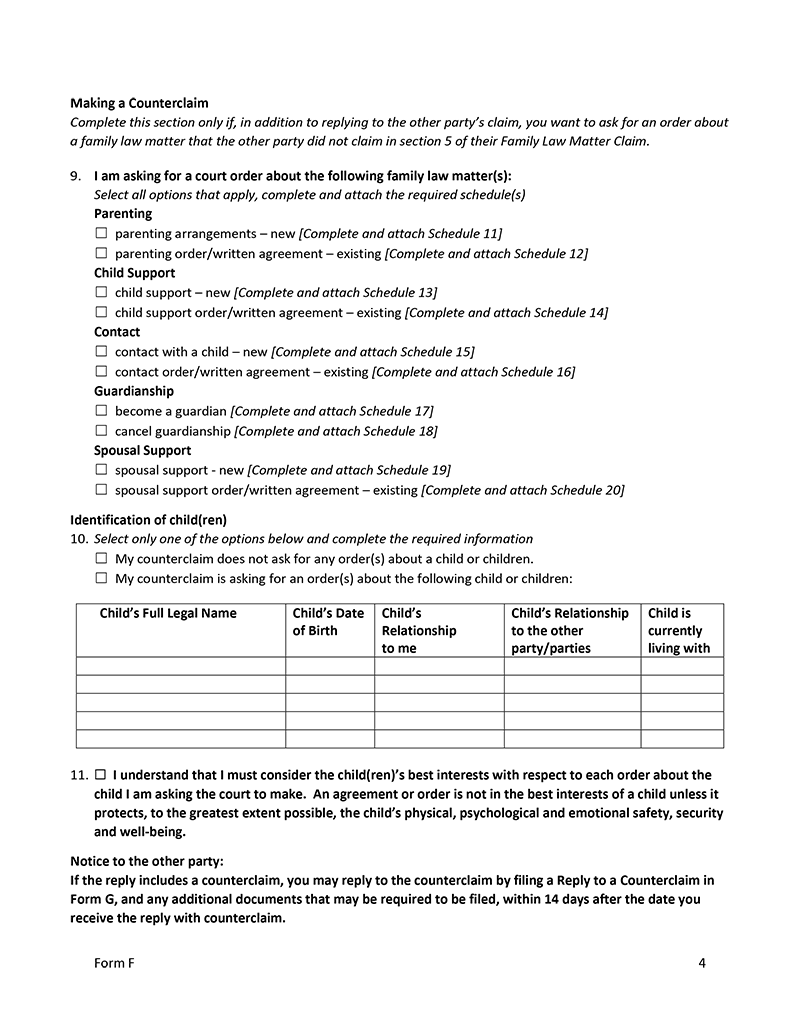 Making a Counterclaim
Complete this section only if, in addition to replying to the other party's claim, you want to ask for an order about
a family law matter that the other party did not claim in section 5 of their Family Law Matter Claim.
9. I am asking for a court order about the following family law matter(s):
Select all options that apply, complete and attach the required schedule(s)
Parenting
☐ parenting arrangements – new [Complete and attach Schedule 11]
☐ parenting order/written agreement – existing [Complete and attach Schedule 12]
Child Support
☐ child support – new [Complete and attach Schedule 13]
☐ child support order/written agreement – existing [Complete and attach Schedule 14]
Contact
☐ contact with a child – new [Complete and attach Schedule 15]
☐ contact order/written agreement – existing [Complete and attach Schedule 16]
Guardianship
☐ become a guardian [Complete and attach Schedule 17]
☐ cancel guardianship [Complete and attach Schedule 18]
Spousal Support
☐ spousal support - new [Complete and attach Schedule 19]
☐ spousal support order/written agreement – existing [Complete and attach Schedule 20]
Identification of child(ren)
10. Select only one of the options below and complete the required information
☐ My counterclaim does not ask for any order(s) about a child or children.
☐ My counterclaim is asking for an order(s) about the following child or children:
Child's Full Legal Name
Child's Date
of Birth
Child's
Relationship
to me
Child's Relationship
to the other
party/parties
Child is
currently
living with
11. ☐ I understand that I must consider the child(ren)'s best interests with respect to each order about the
child I am asking the court to make. An agreement or order is not in the best interests of a child unless it
protects, to the greatest extent possible, the child's physical, psychological and emotional safety, security
and well-being.
Notice to the other party:
If the reply includes a counterclaim, you may reply to the counterclaim by filing a Reply to a Counterclaim in
Form G, and any additional documents that may be required to be filed, within 14 days after the date you
receive the reply with counterclaim.
Form F 4